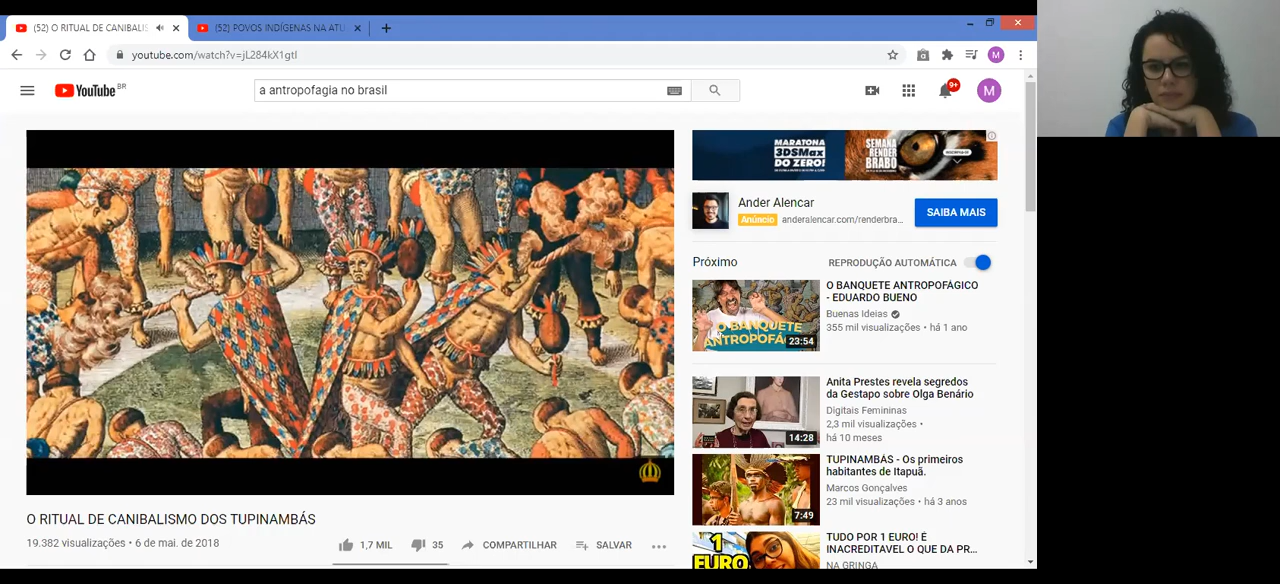 (52) O RITUAL DE CANIBALIS
(52) POVOS INDÍGENAS NA ATU
youtube.com/watch?v=jL284kX1gtI
M
YouTube BR
a antropofagia no brasil
9+
M
MARATONA
3DSMax
DO ZERO!
SEMANA
RENDER
BRABO
Ander Alencar
Anúncio anderalencar.com/renderbra...
SAIBA MAIS
Próximo
REPRODUÇÃO AUTOMÁTICA
O BANQUETE
ANTROPOFÁG
23:54
O BANQUETE ANTROPOFÁGICO
- EDUARDO BUENO
Buenas Ideias
355 mil visualizações • há 1 ano
14:28
Anita Prestes revela segredos
da Gestapo sobre Olga Benário
Digitais Femininas
2,3 mil visualizações •
há 10 meses
7:49
TUPINAMBÁS - Os primeiros
habitantes de Itapuã.
Marcos Gonçalves
23 mil visualizações • há 3 anos
1
EURO
TUDO POR 1 EURO! É
INACREDITAVEL O QUE DA PR...
NA GRINGA
O RITUAL DE CANIBALISMO DOS TUPINAMBÁS
19.382 visualizações • 6 de mai. de 2018
1,7 MIL
35
COMPARTILHAR
SALVAR